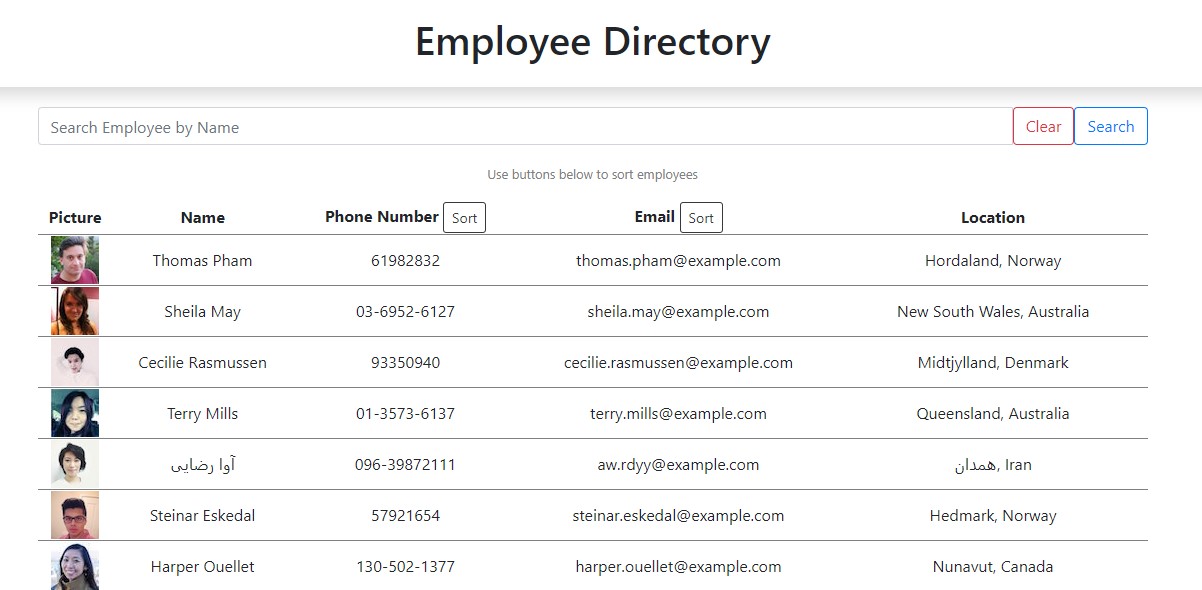 Employee Directory
Search Employee by Name Clear Search
Use buttons below to sort employees
Picture Name Phone Number Sort Email Sort Location
Thomas Pham 61982832 thomas.pham@example.com Hordaland, Norway
Sheila May 03-6952-6127 sheila.may@example.com New South Wales, Australia
Cecilie Rasmussen 93350940 cecilie.rasmussen@example.com Midtjylland, Denmark
Terry Mills 01-3573-6137 terry.mills@example.com Queensland, Australia
آوا رضایی 096-39872111 aw.rdyy@example.com همدان, Iran
Steinar Eskedal 57921654 steinar.eskedal@example.com Hedmark, Norway
Harper Ouellet 130-502-1377 harper.ouellet@example.com Nunavut, Canada